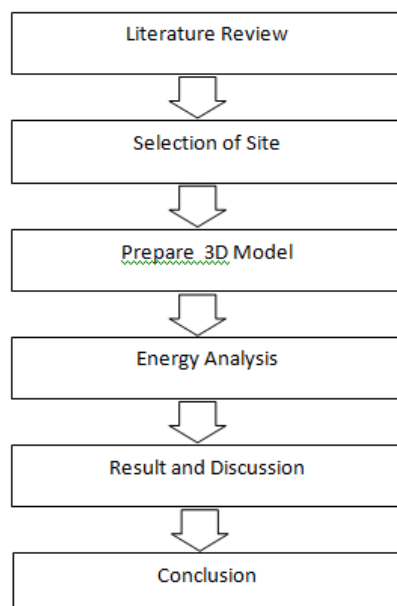 Literature Review
Selection of Site
Prepare 3D Model
Energy Analysis
Result and Discussion
Conclusion